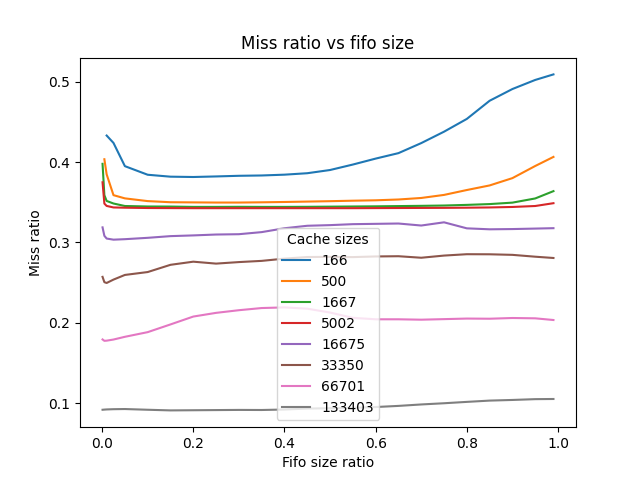 Miss ratio vs fifo size
0.5
0.4
0.3
0.2
0.1
Miss ratio
Cache sizes
166
500
1667
5002
16675
33350
66701
133403
0.0 0.2 0.4 0.6 0.8 1.0
Fifo size ratio